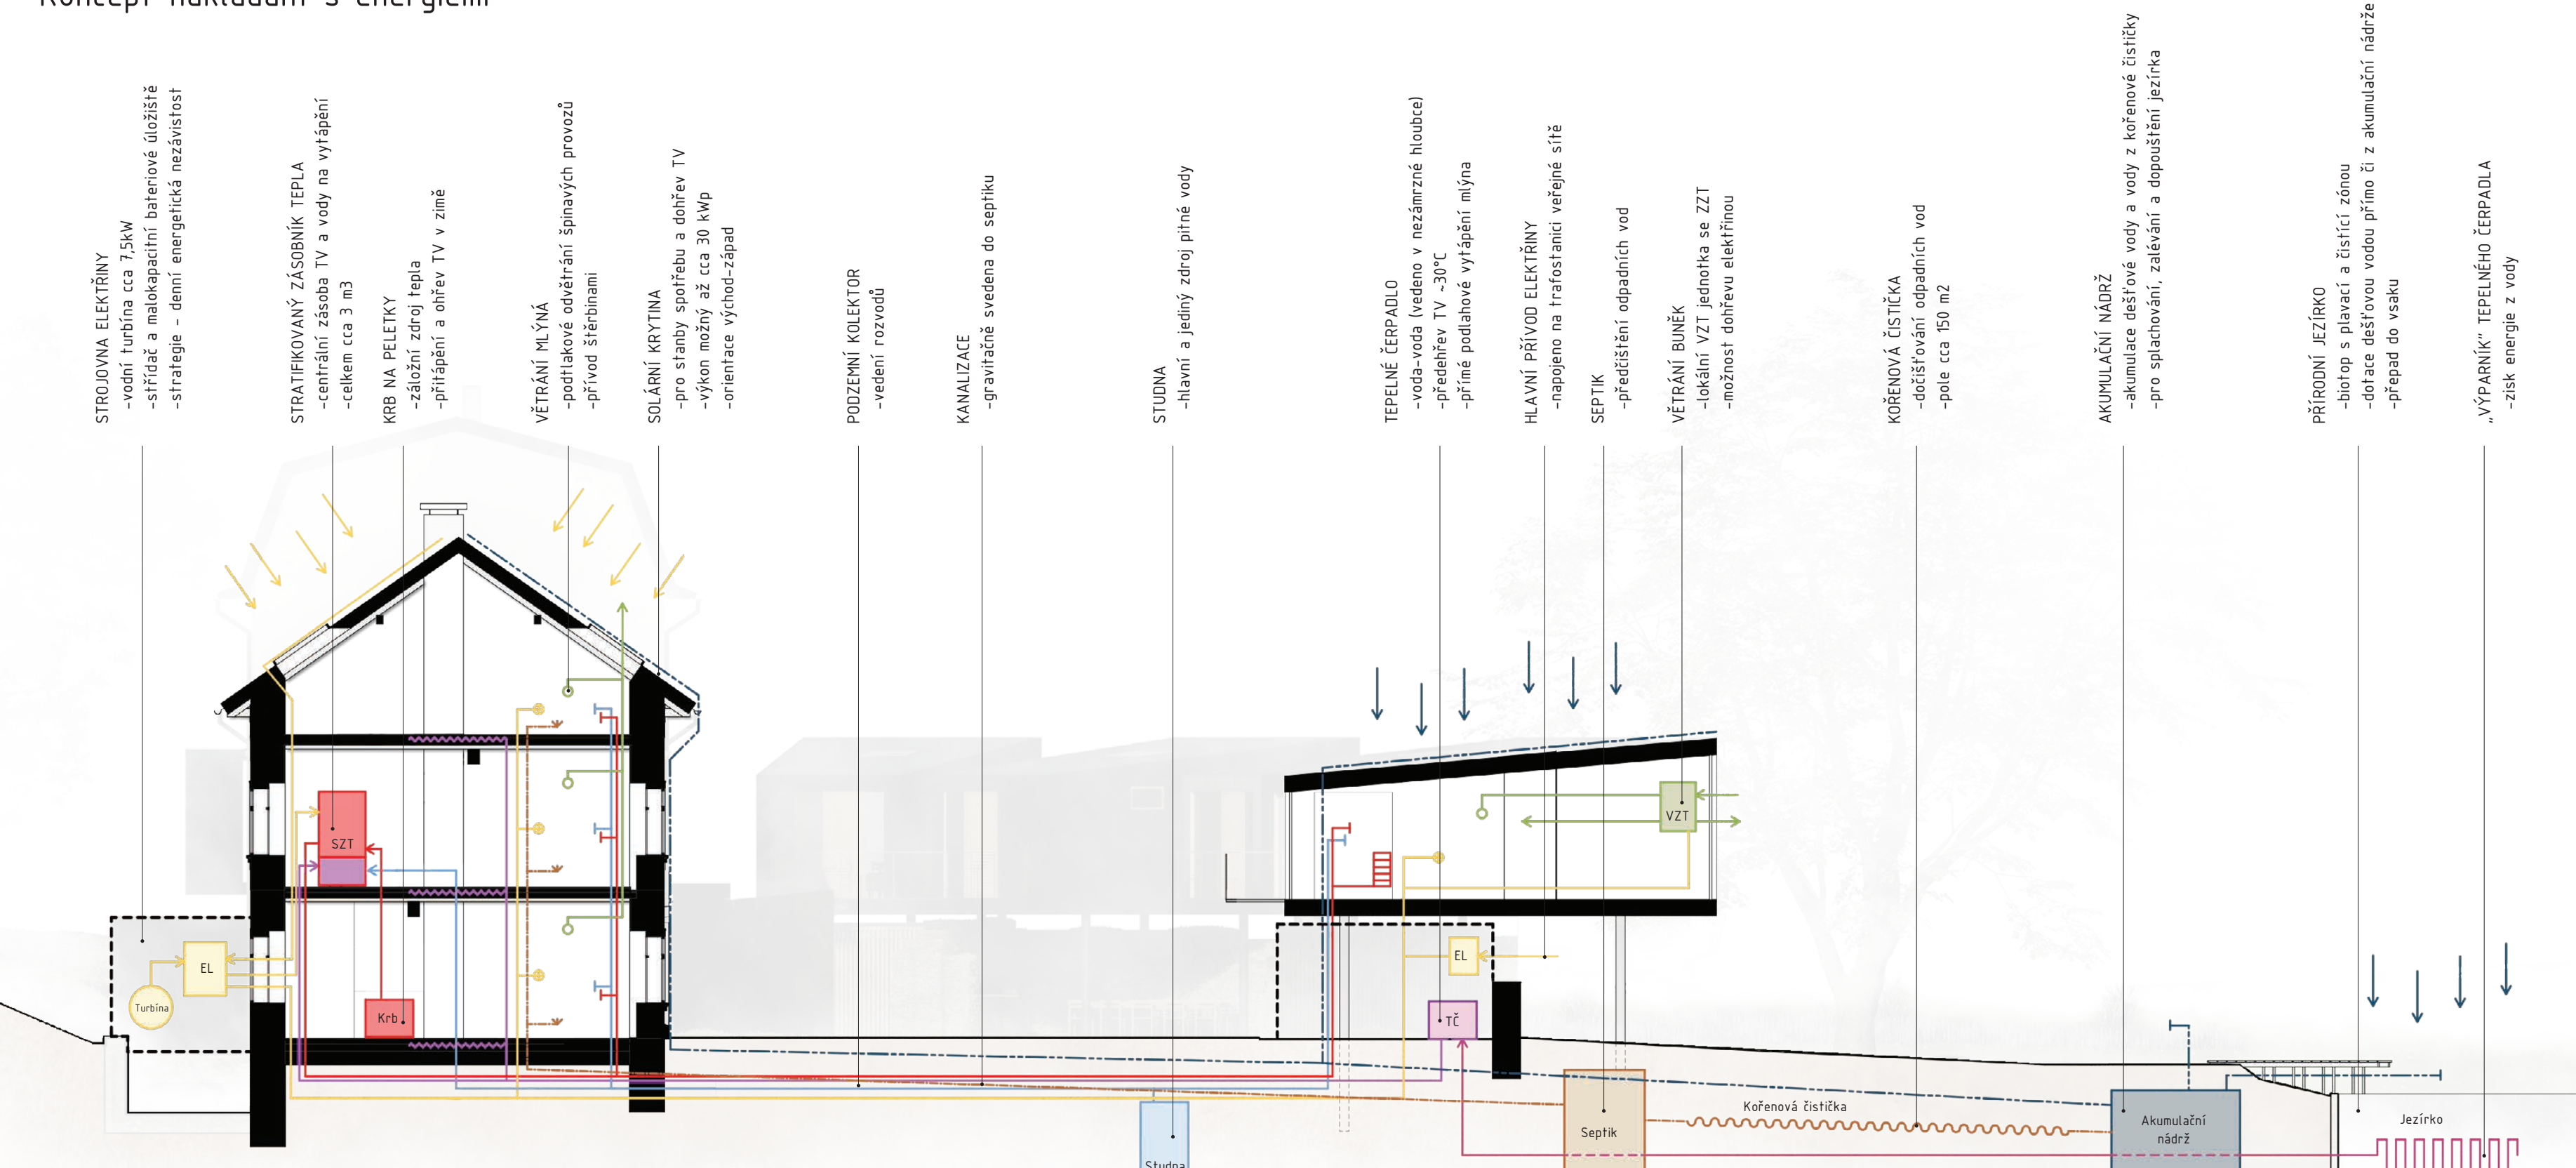 Koncept nakládání s energiemi
STROJOVNA ELEKTŘINY
-vodní turbína cca 7,5kW
-střídač a malokapacitní bateriové úložiště
-strategie - denní energetická nezávistost
STRATIFIKOVANÝ ZÁSOBNÍK TEPLA
-centrální zásoba TV a vody na vytápění
-celkem cca 3 m3
KRB NA PELETKY
-záložní zdroj tepla
-přitápění a ohřev TV v zimě
VĚTRÁNÍ MLÝNA
-podtlakové odvětrání špinavých provozů
-přívod štěrbinami
SOLÁRNÍ KRYTINA
-pro stanby spotřebu a dohřev TV
-výkon možný až cca 30 kWp
-orientace východ-západ
PODZEMNÍ KOLEKTOR
-vedení rozvodů
KANALIZACE
-gravitačně svedena do septiku
STUDNA
-hlavní a jediný zdroj pitné vody
TEPELNÉ ČERPADLO
-voda-voda (vedeno v nezámrzné hloubce)
-předehřev TV ~30°C
-přímé podlahové vytápění mlýna
HLAVNÍ PŘÍVOD ELEKTŘINY
-napojeno na trafostanici veřejné sítě
SEPTIK
-předčištění odpadních vod
VĚTRÁNÍ BUNĚK
-lokální VZT jednotka se ZZT
-možnost dohřevu elektřinou
KOŘENOVÁ ČISTIČKA
-dočišťování odpadních vod
-pole cca 150 m2
AKUMULAČNÍ NÁDRŽ
-akumulace dešťové vody a vody z kořenové čističky
-pro splachování, zalévání a dopouštění jezírka
PŘÍRODNÍ JEZÍRKO
-biotop s plavací a čistící zónou
-dotace dešťovou vodou přímo či z akumulační nádrže
-přepad do vsaku
„VÝPARNÍK“ TEPELNÉHO ČERPADLA
-zisk energie z vody
SZT
VZT
EL
Turbína
Krb
EL
TČ
Kořenová čistička
Septik
Akumulační
nádrž
Jezírko
Studna